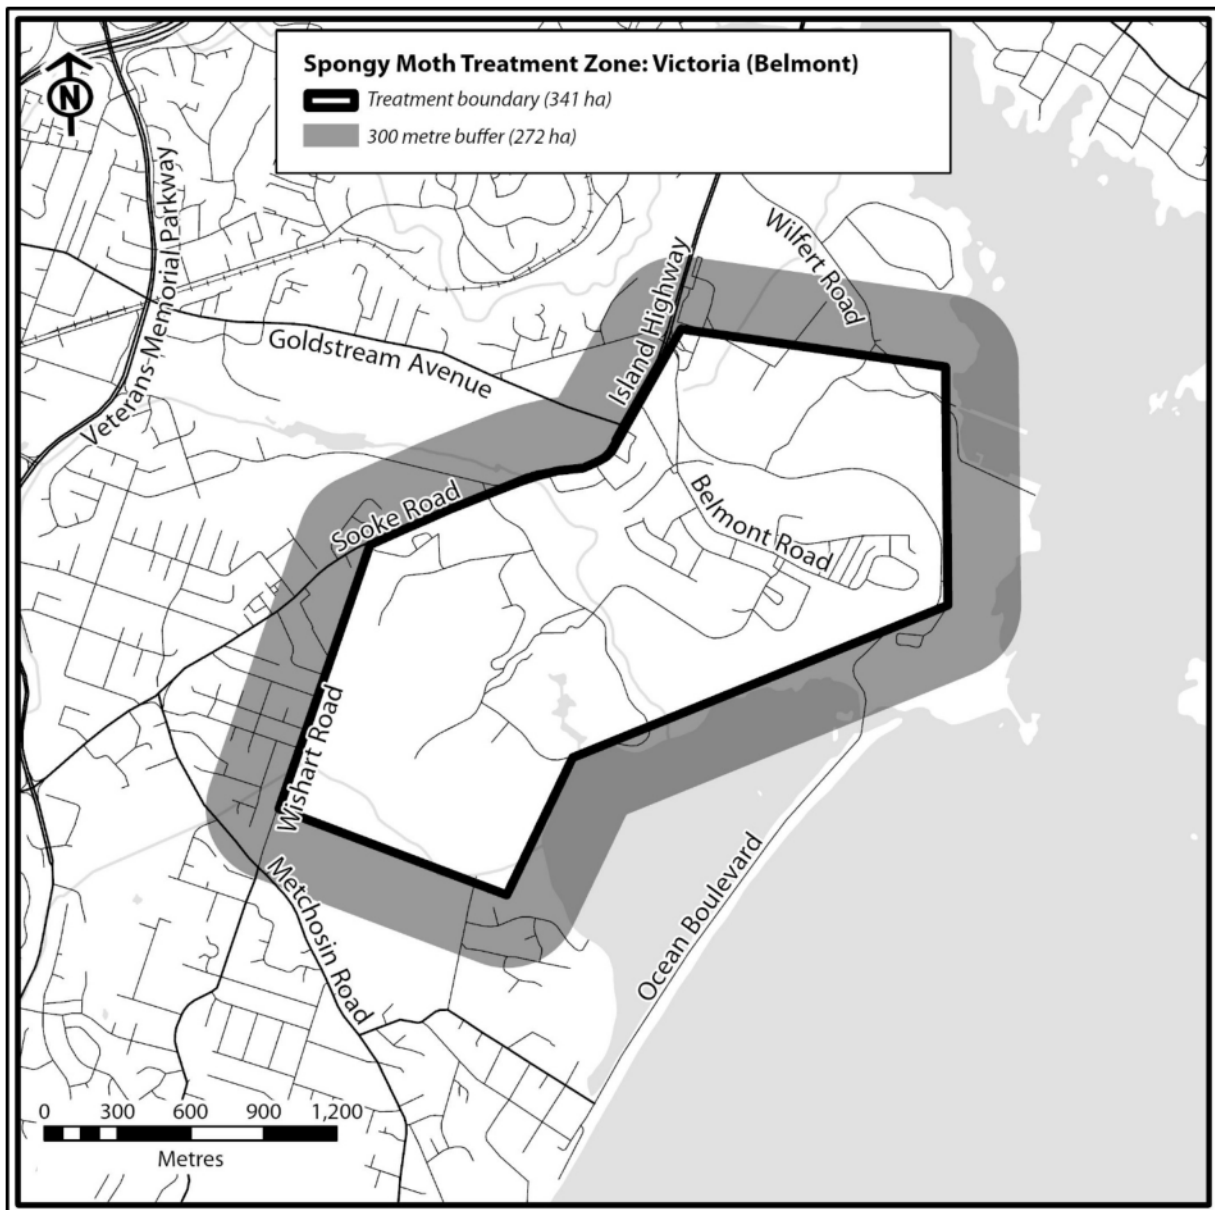 Spongy Moth Treatment Zone: Victoria (Belmont)
Treatment boundary (341 ha)
300 metre buffer (272 ha)
N
Veterans Memorial Parkway
Wilfert Road
Island Highway
Goldstream Avenue
Sooke Road
Belmont Road
Wishart Road
Metchosin Road
Ocean Boulevard
0 300 600 900 1,200
Metres